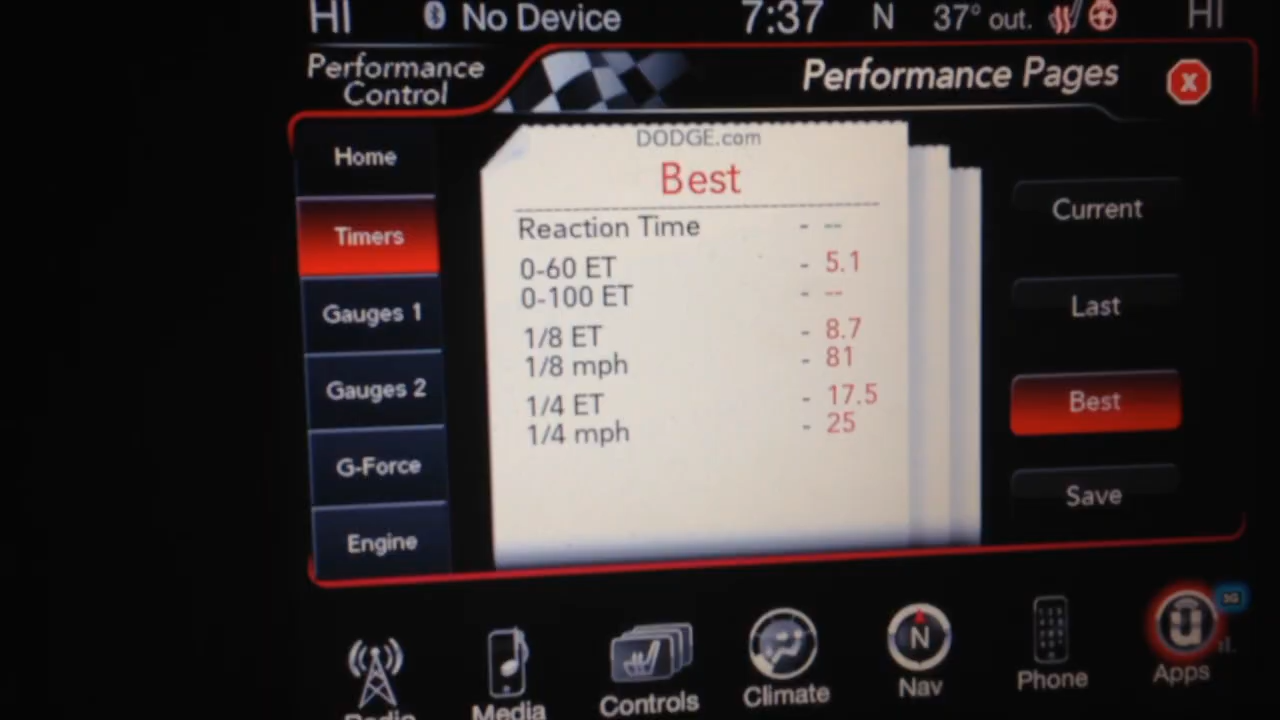 HI No Device 7:37 N 37° out. HI
Performance Control
Performance Pages
X
Home
Timers
Gauges 1
Gauges 2
G-Force
Engine
DODGE.com
Best
Reaction Time - --
0-60 ET - 5.1
0-100 ET - --
1/8 ET - 8.7
1/8 mph - 81
1/4 ET - 17.5
1/4 mph - 25
Current
Last
Best
Save
Radio
Media
Controls
Climate
N
Nav
Phone
3G
Apps